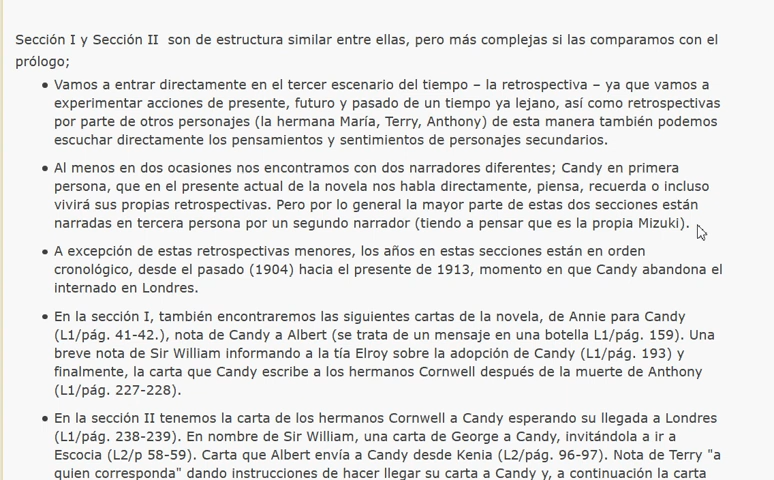 Sección I y Sección II  son de estructura similar entre ellas, pero más complejas si las comparamos con el
prólogo;
• Vamos a entrar directamente en el tercer escenario del tiempo – la retrospectiva – ya que vamos a
experimentar acciones de presente, futuro y pasado de un tiempo ya lejano, así como retrospectivas
por parte de otros personajes (la hermana María, Terry, Anthony) de esta manera también podemos
escuchar directamente los pensamientos y sentimientos de personajes secundarios.
• Al menos en dos ocasiones nos encontramos con dos narradores diferentes; Candy en primera
persona, que en el presente actual de la novela nos habla directamente, piensa, recuerda o incluso
vivirá sus propias retrospectivas. Pero por lo general la mayor parte de estas dos secciones están
narradas en tercera persona por un segundo narrador (tiendo a pensar que es la propia Mizuki).
• A excepción de estas retrospectivas menores, los años en estas secciones están en orden
cronológico, desde el pasado (1904) hacia el presente de 1913, momento en que Candy abandona el
internado en Londres.
• En la sección I, también encontraremos las siguientes cartas de la novela, de Annie para Candy
(L1/pág. 41-42.), nota de Candy a Albert (se trata de un mensaje en una botella L1/pág. 159). Una
breve nota de Sir William informando a la tía Elroy sobre la adopción de Candy (L1/pág. 193) y
finalmente, la carta que Candy escribe a los hermanos Cornwell después de la muerte de Anthony
(L1/pág. 227-228).
• En la sección II tenemos la carta de los hermanos Cornwell a Candy esperando su llegada a Londres
(L1/pág. 238-239). En nombre de Sir William, una carta de George a Candy, invitándola a ir a
Escocia (L2/p 58-59). Carta que Albert envía a Candy desde Kenia (L2/pág. 96-97). Nota de Terry "a
quien corresponda" dando instrucciones de hacer llegar su carta a Candy y, a continuación la carta